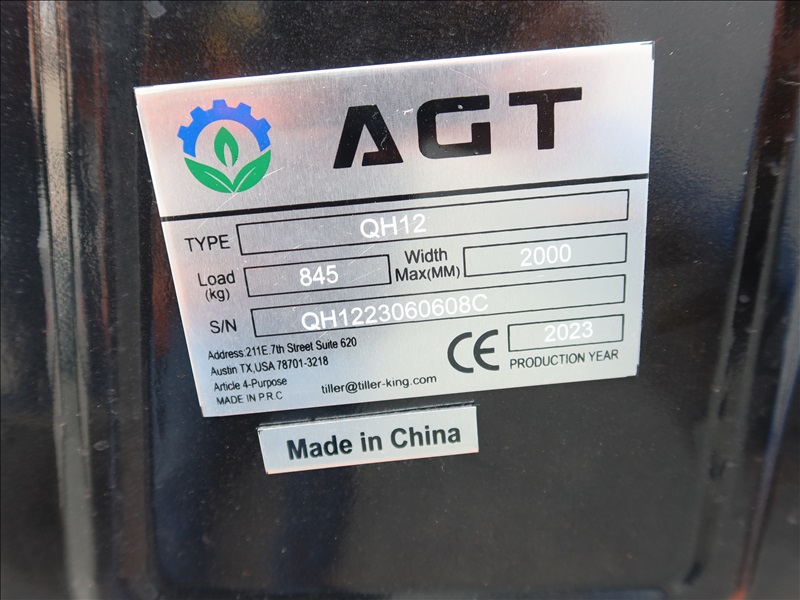 AGT
TYPE QH12
Load (kg) 845 Width Max(MM) 2000
S/N QH1223060608C
Address:211E.7th Street Suite 620
Austin TX,USA 78701-3218
Article 4-Purpose
MADE IN P.R.C
tiller@tiller-king.com
CE
2023
PRODUCTION YEAR
Made in China